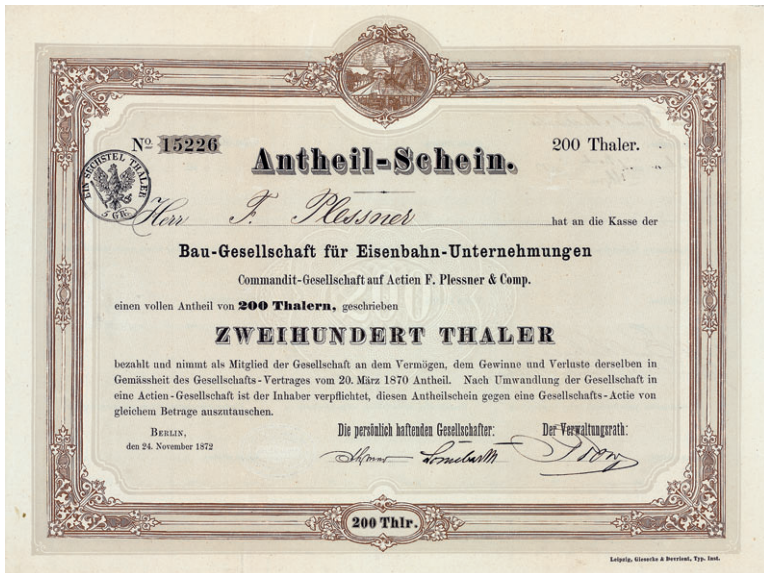 No 15226
200 Thaler.
Antheil-Schein.
EIN SECHSTEL THALER
5 GR.
Herr F. Plessner hat an die Kasse der
Bau-Gesellschaft für Eisenbahn-Unternehmungen
Commandit-Gesellschaft auf Actien F. Plessner & Comp.
200
einen vollen Antheil von 200 Thalern, geschrieben
ZWEIHUNDERT THALER
bezahlt und nimmt als Mitglied der Gesellschaft an dem Vermögen, dem Gewinne und Verluste derselben in
Gemässheit des Gesellschafts-Vertrages vom 20. März 1870 Antheil. Nach Umwandlung der Gesellschaft in
eine Actien-Gesellschaft ist der Inhaber verpflichtet, diesen Antheilschein gegen eine Gesellschafts-Actie von
gleichem Betrage auszutauschen.
BERLIN,
den 24. November 1872
Die persönlich haftenden Gesellschafter:
Der Verwaltungsrath:
200 Thlr.
Leipzig, Giesecke & Devrient, Typ. Inst.